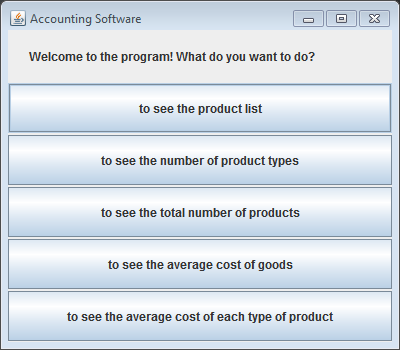 Accounting Software
Welcome to the program! What do you want to do?
to see the product list
to see the number of product types
to see the total number of products
to see the average cost of goods
to see the average cost of each type of product